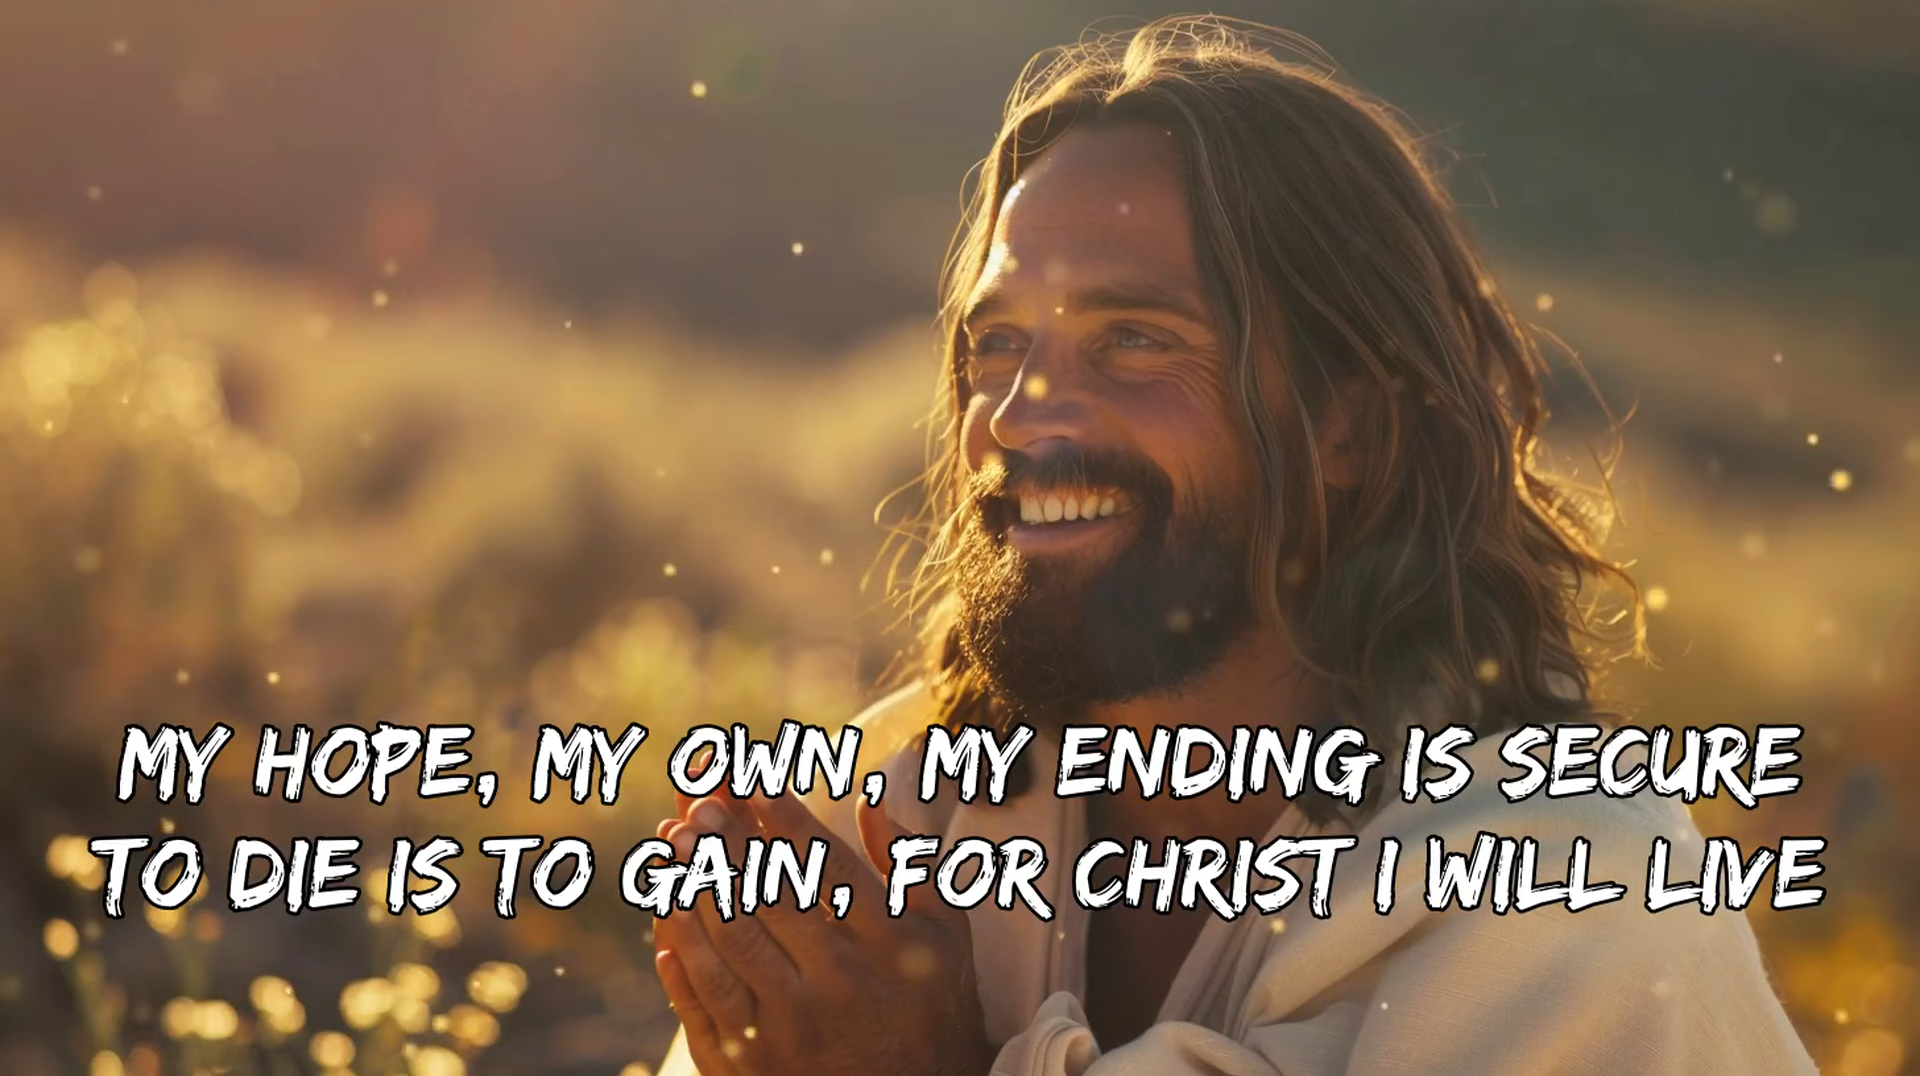 MY HOPE, MY OWN, MY ENDING IS SECURE
TO DIE IS TO GAIN, FOR CHRIST I WILL LIVE